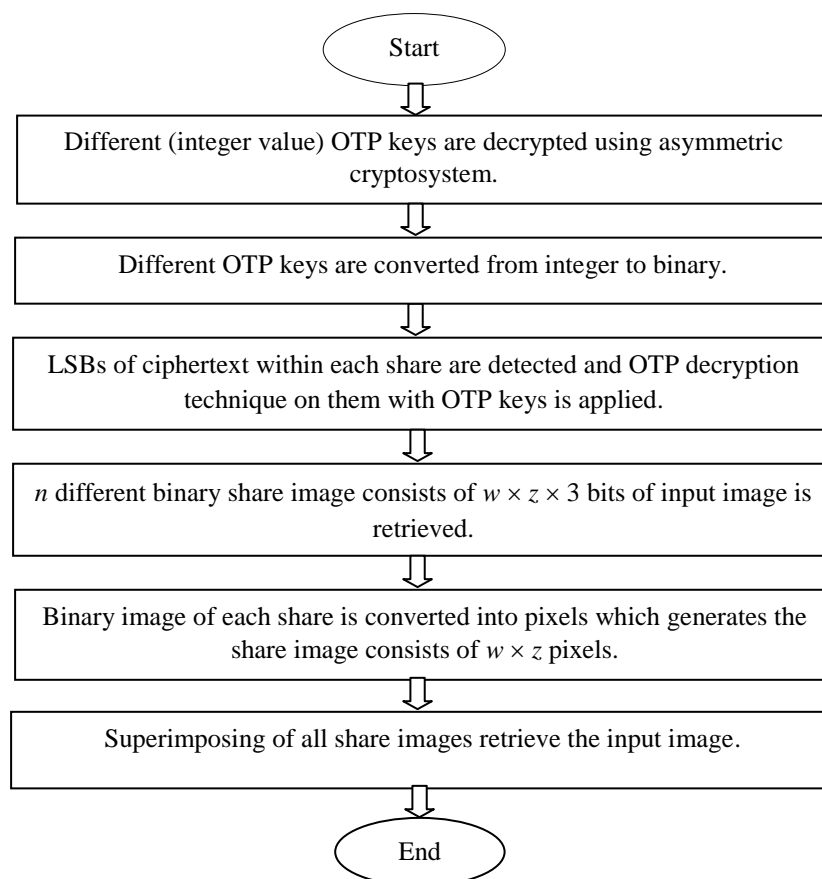 Start
Different (integer value) OTP keys are decrypted using asymmetric
cryptosystem.
Different OTP keys are converted from integer to binary.
LSBs of ciphertext within each share are detected and OTP decryption
technique on them with OTP keys is applied.
n different binary share image consists of w × z × 3 bits of input image is
retrieved.
Binary image of each share is converted into pixels which generates the
share image consists of w × z pixels.
Superimposing of all share images retrieve the input image.
End